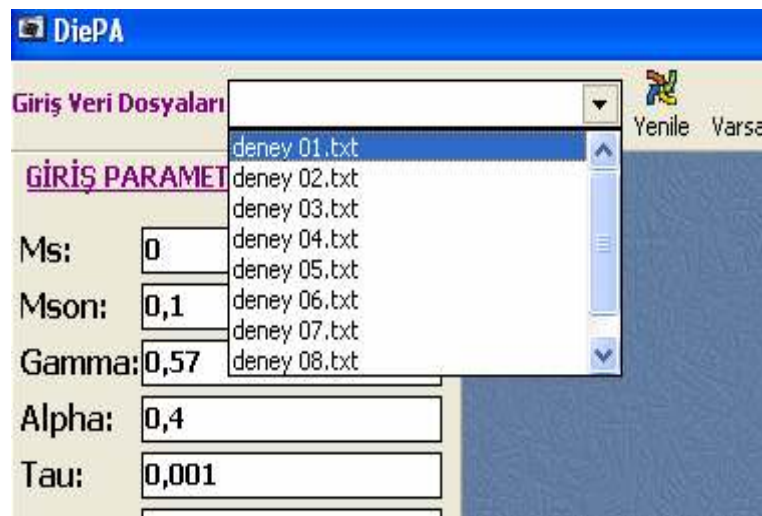 DiePA
Giriş Veri Dosyaları
Yenile
deney 01.txt
deney 02.txt
deney 03.txt
deney 04.txt
deney 05.txt
deney 06.txt
deney 07.txt
deney 08.txt
GİRİŞ
Ms: 0
Mson: 0,1
Gamma: 0,57
Alpha: 0,4
Tau: 0,001